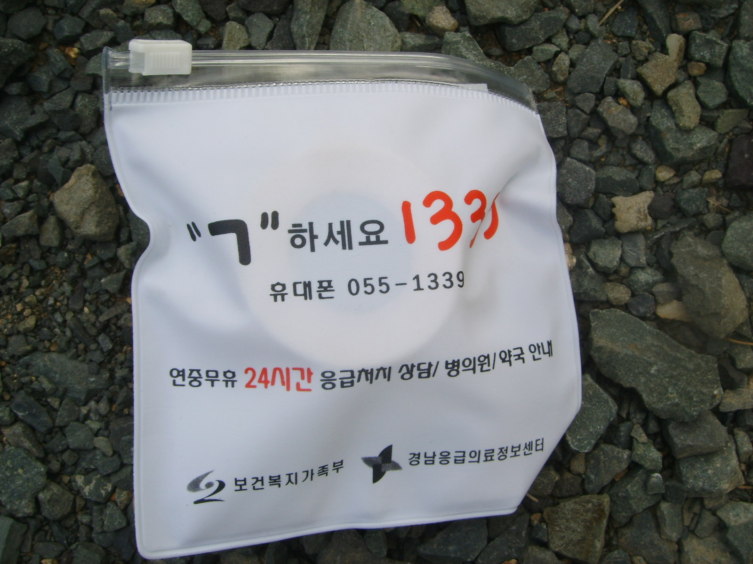 "ㄱ"하세요 1339
휴대폰 055-1339
연중무휴 24시간 응급처치 상담/ 병의원/약국 안내
보건복지가족부 경남응급의료정보센터